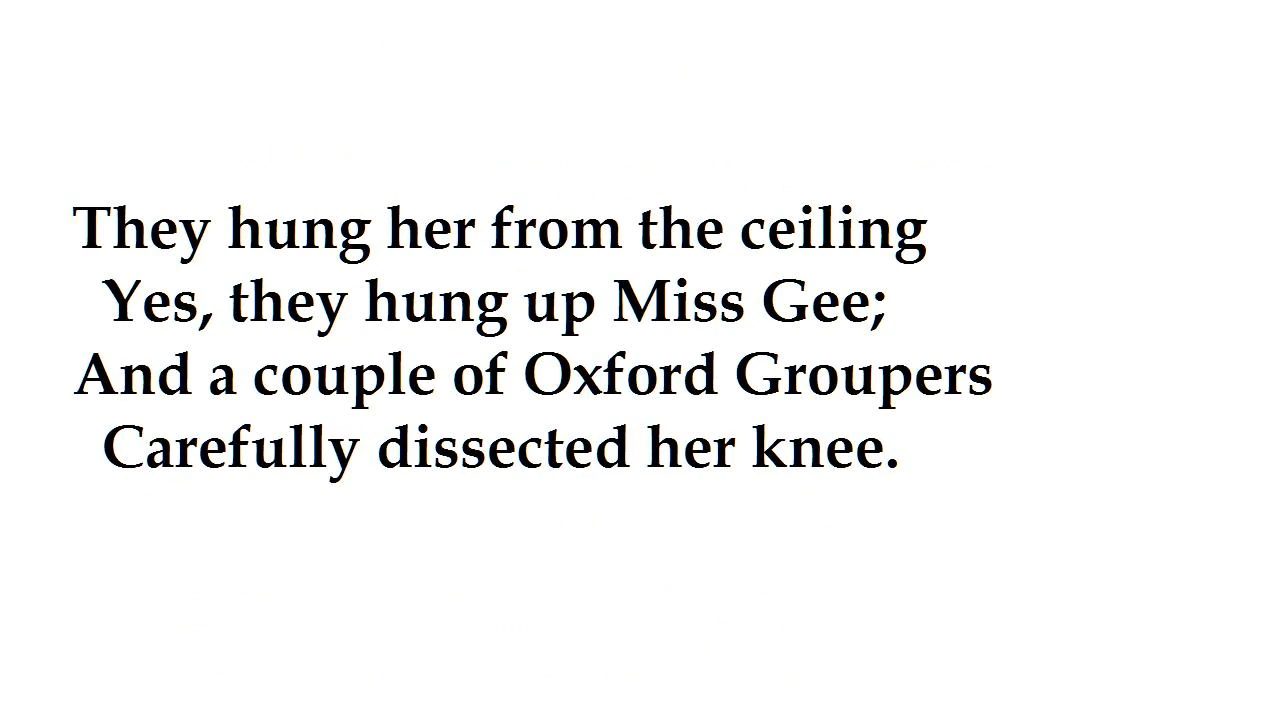 They hung her from the ceiling
Yes, they hung up Miss Gee;
And a couple of Oxford Groupers
Carefully dissected her knee.